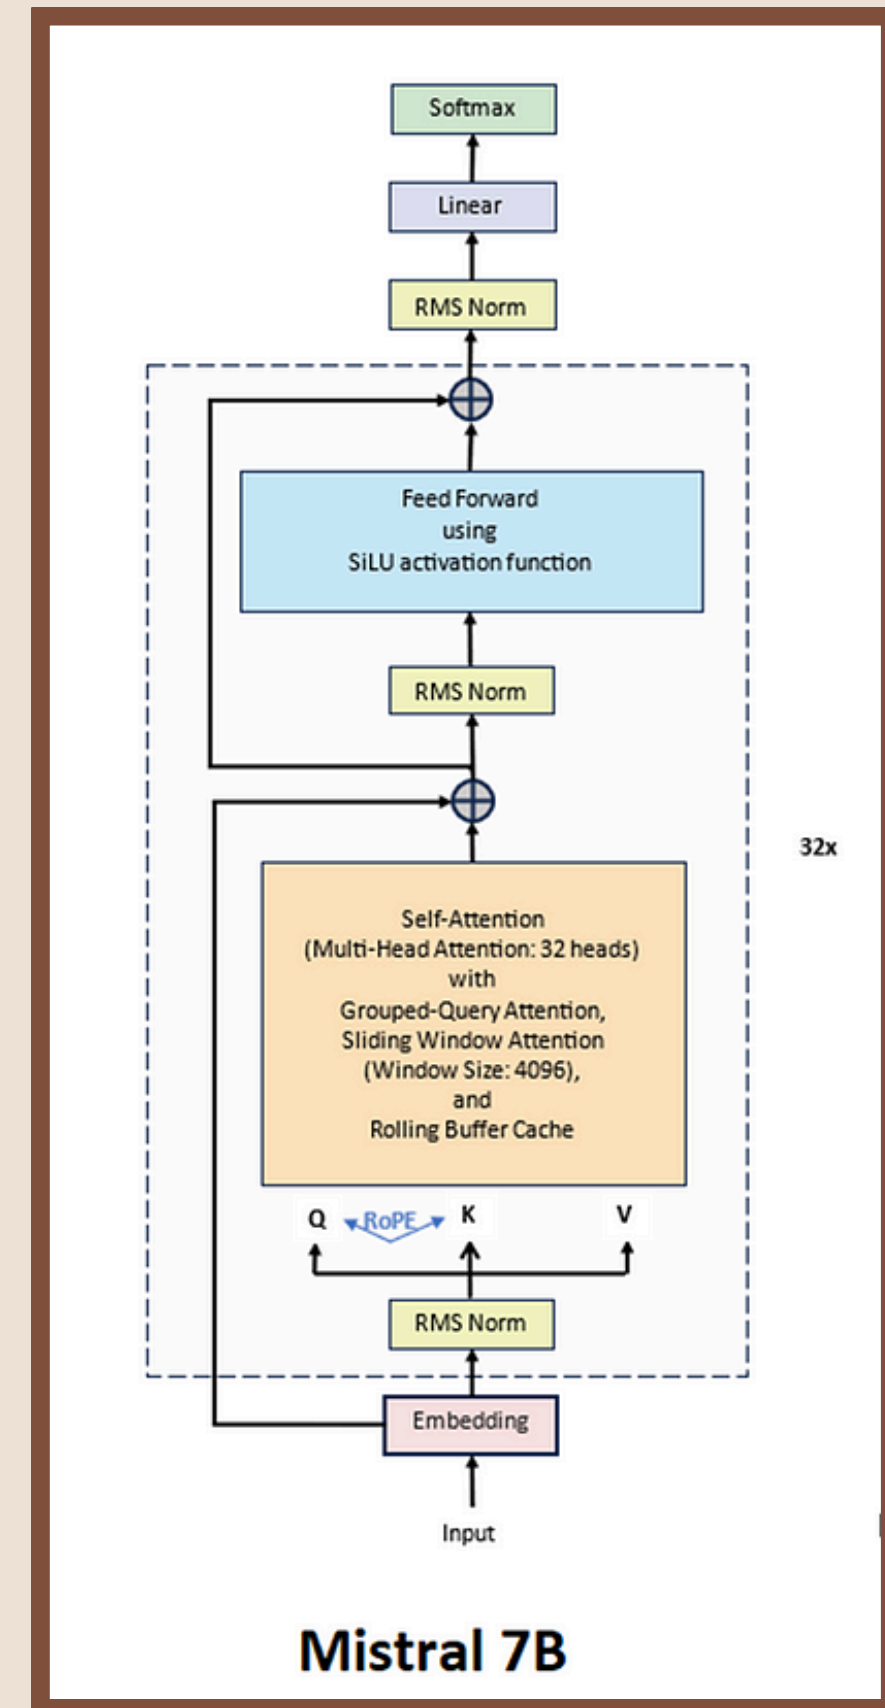 Softmax
Linear
RMS Norm
Feed Forward
using
SiLU activation function
RMS Norm
32x
Self-Attention
(Multi-Head Attention: 32 heads)
with
Grouped-Query Attention,
Sliding Window Attention
(Window Size: 4096),
and
Rolling Buffer Cache
Q RoPE K V
RMS Norm
Embedding
Input
Mistral 7B